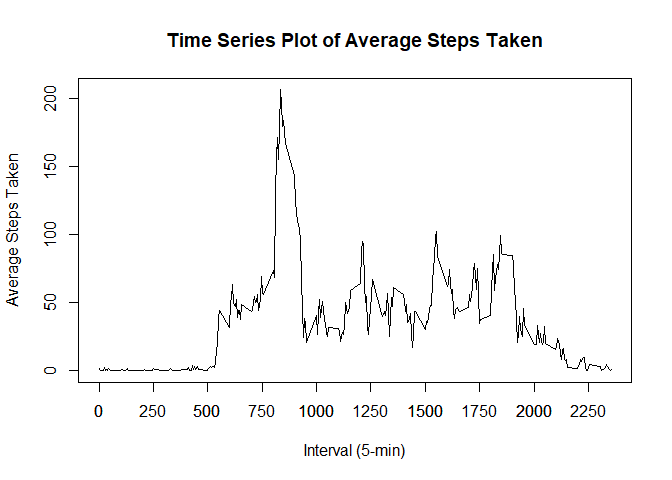 Time Series Plot of Average Steps Taken
Average Steps Taken
200
150
100
50
0
0 250 500 750 1000 1250 1500 1750 2000 2250
Interval (5-min)